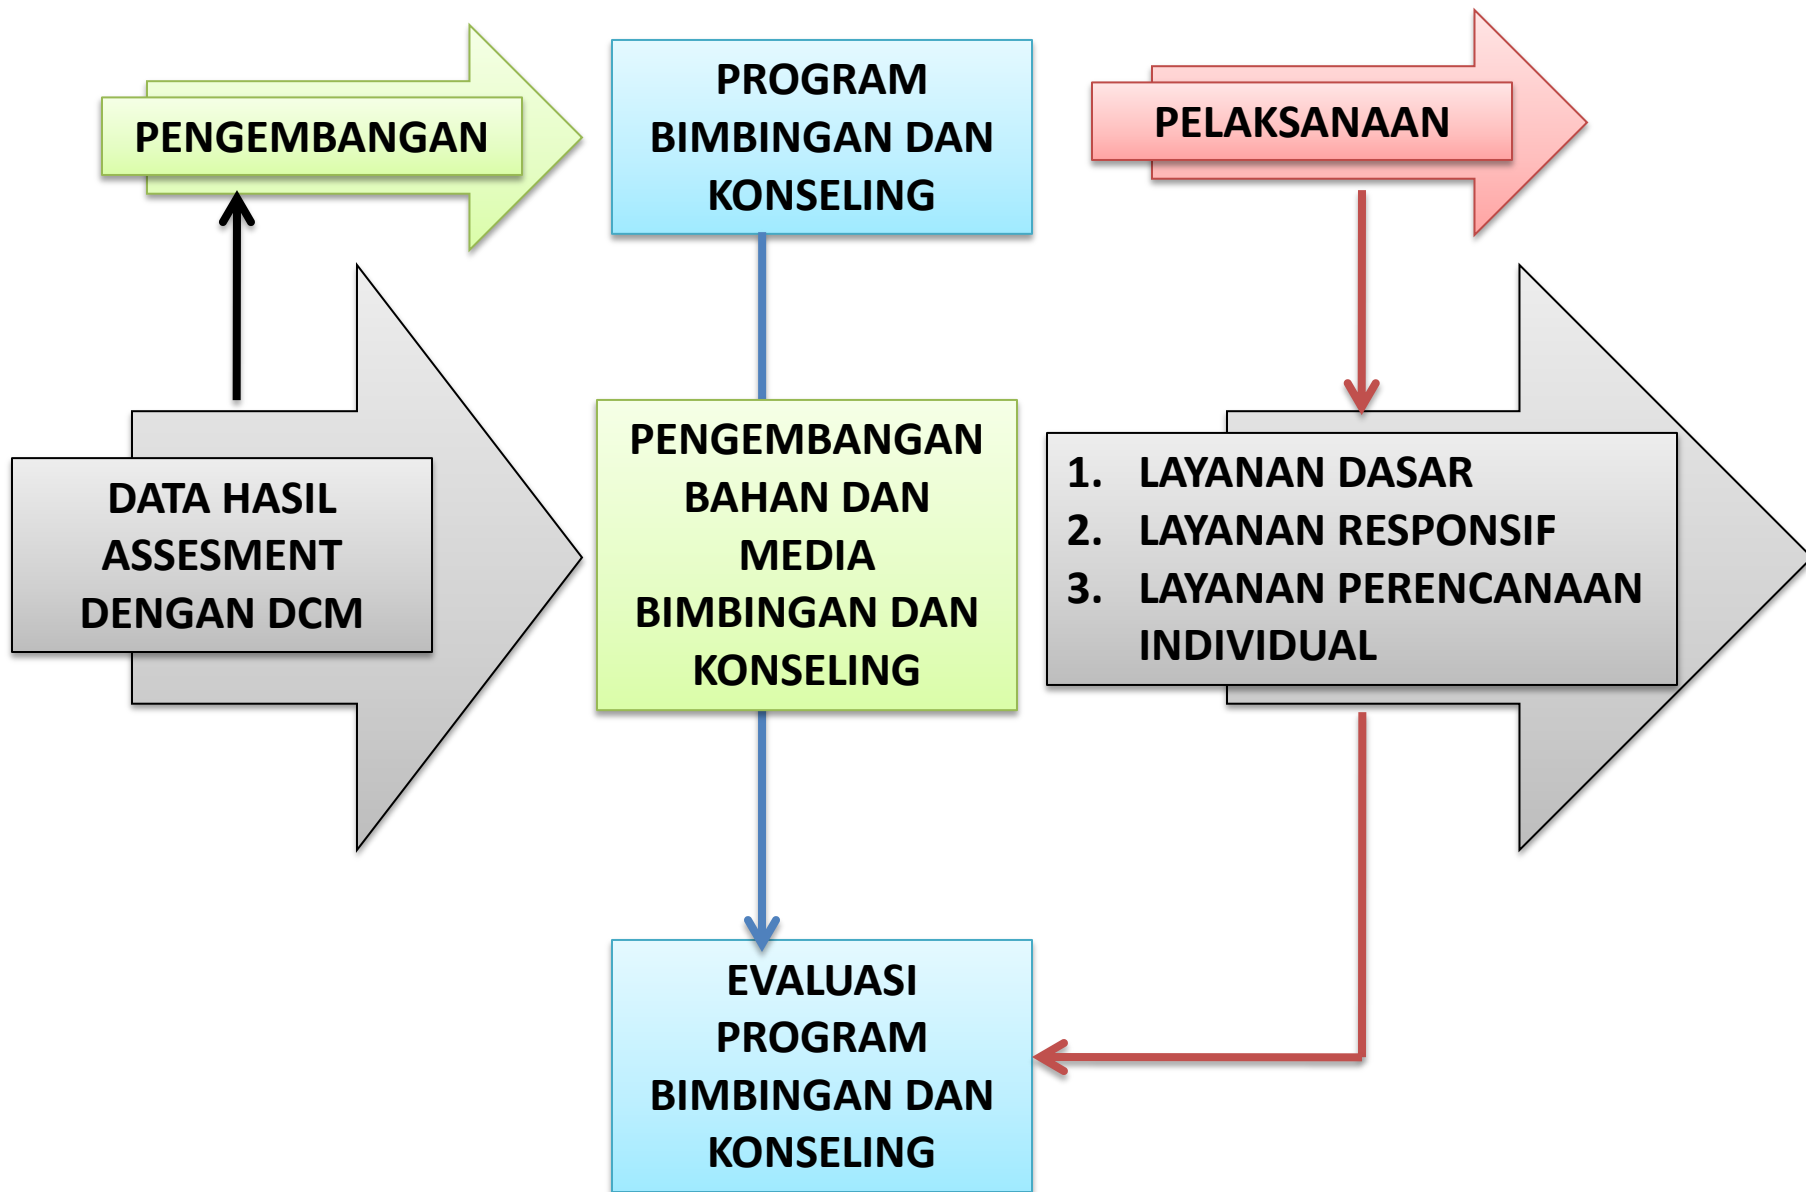 PENGEMBANGAN
PROGRAM
BIMBINGAN DAN
KONSELING
PELAKSANAAN
DATA HASIL
ASSESMENT
DENGAN DCM
PENGEMBANGAN
BAHAN DAN
MEDIA
BIMBINGAN DAN
KONSELING
1. LAYANAN DASAR
2. LAYANAN RESPONSIF
3. LAYANAN PERENCANAAN
INDIVIDUAL
EVALUASI
PROGRAM
BIMBINGAN DAN
KONSELING